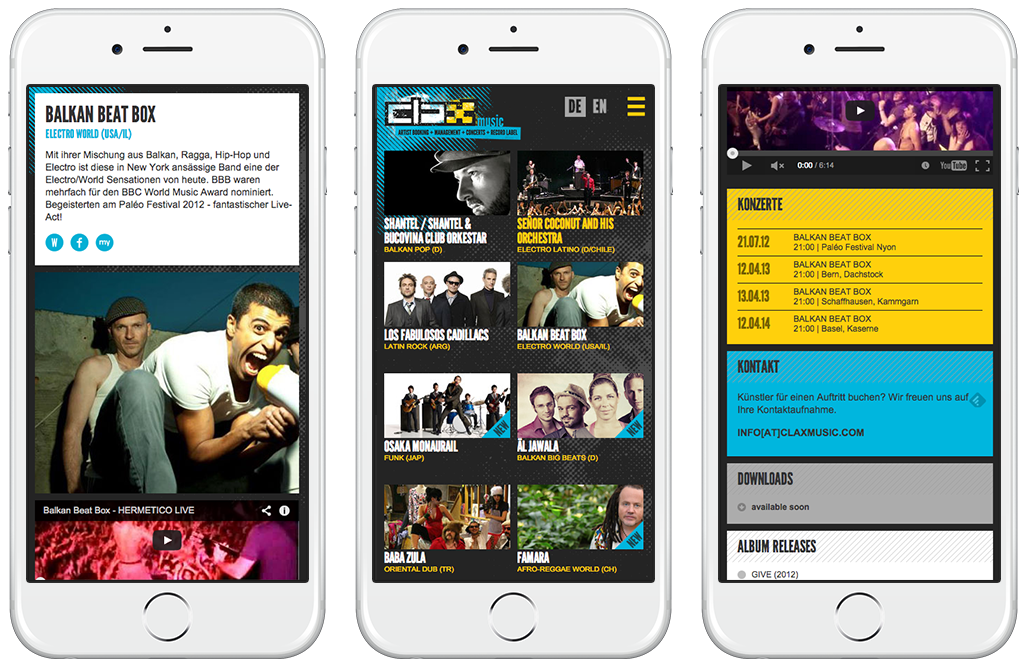 BALKAN BEAT BOX
ELECTRO WORLD (USA/IL)
Mit ihrer Mischung aus Balkan, Ragga, Hip-Hop und
Electro ist diese in New York ansässige Band eine der
Electro/World Sensationen von heute. BBB waren
mehrfach für den BBC World Music Award nominiert.
Begeisterten am Paléo Festival 2012 - fantastischer Live-
Act!
W f my
Balkan Beat Box - HERMETICO LIVE
clax music
ARTIST BOOKING + MANAGEMENT + CONCERTS + RECORD LABEL
DE EN
SHANTEL / SHANTEL &
BUCOVINA CLUB ORKESTAR
BALKAN POP (D)
SEÑOR COCONUT AND HIS
ORCHESTRA
ELECTRO LATINO (D/CHILE)
LOS FABULOSOS CADILLACS
LATIN ROCK (ARG)
BALKAN BEAT BOX
ELECTRO WORLD (USA/IL)
NEW
OSAKA MONAURAIL
FUNK (JAP)
NEW
ÄL JAWALA
BALKAN BIG BEATS (D)
BABA ZULA
ORIENTAL DUB (TR)
NEW
FAMARA
AFRO-REGGAE WORLD (CH)
0:00 / 6:14
YouTube
KONZERTE
21.07.12 BALKAN BEAT BOX
21:00 | Paléo Festival Nyon
12.04.13 BALKAN BEAT BOX
21:00 | Bern, Dachstock
13.04.13 BALKAN BEAT BOX
21:00 | Schaffhausen, Kammgarn
12.04.14 BALKAN BEAT BOX
21:00 | Basel, Kaserne
KONTAKT
Künstler für einen Auftritt buchen? Wir freuen uns auf
Ihre Kontaktaufnahme.
INFO[AT]CLAXMUSIC.COM
DOWNLOADS
available soon
ALBUM RELEASES
GIVE (2012)